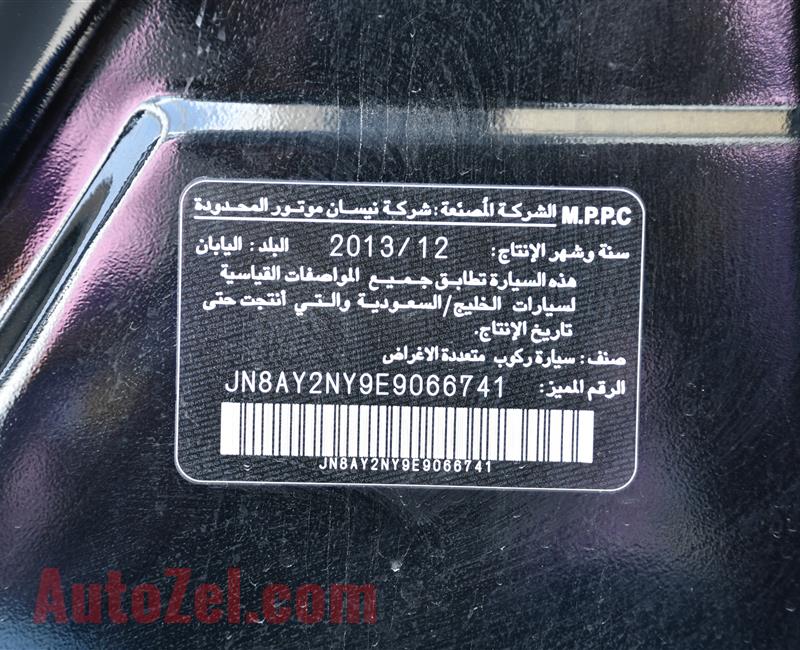 M.P.P.C الشركة المصنعة: شركة نيسان موتور المحدودة
سنة وشهر الإنتاج: 2013/12 البلد: اليابان
هذه السيارة تطابق جميع المواصفات القياسية
لسيارات الخليج/السعودية والتي أنتجت حتى
تاريخ الإنتاج.
صنف: سيارة ركوب متعددة الاغراض
الرقم المميز: JN8AY2NY9E9066741
JN8AY2NY9E9066741
AutoZel.com